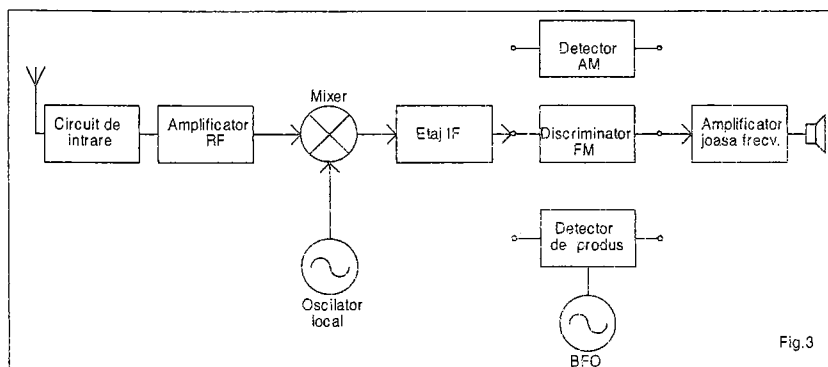 Detector
AM
Mixer
Circuit de
intrare
Amplificator
RF
Etaj IF
Discriminator
FM
Amplificator
joasa frecv.
Detector
de produs
Oscilator
local
BFO
Fig.3